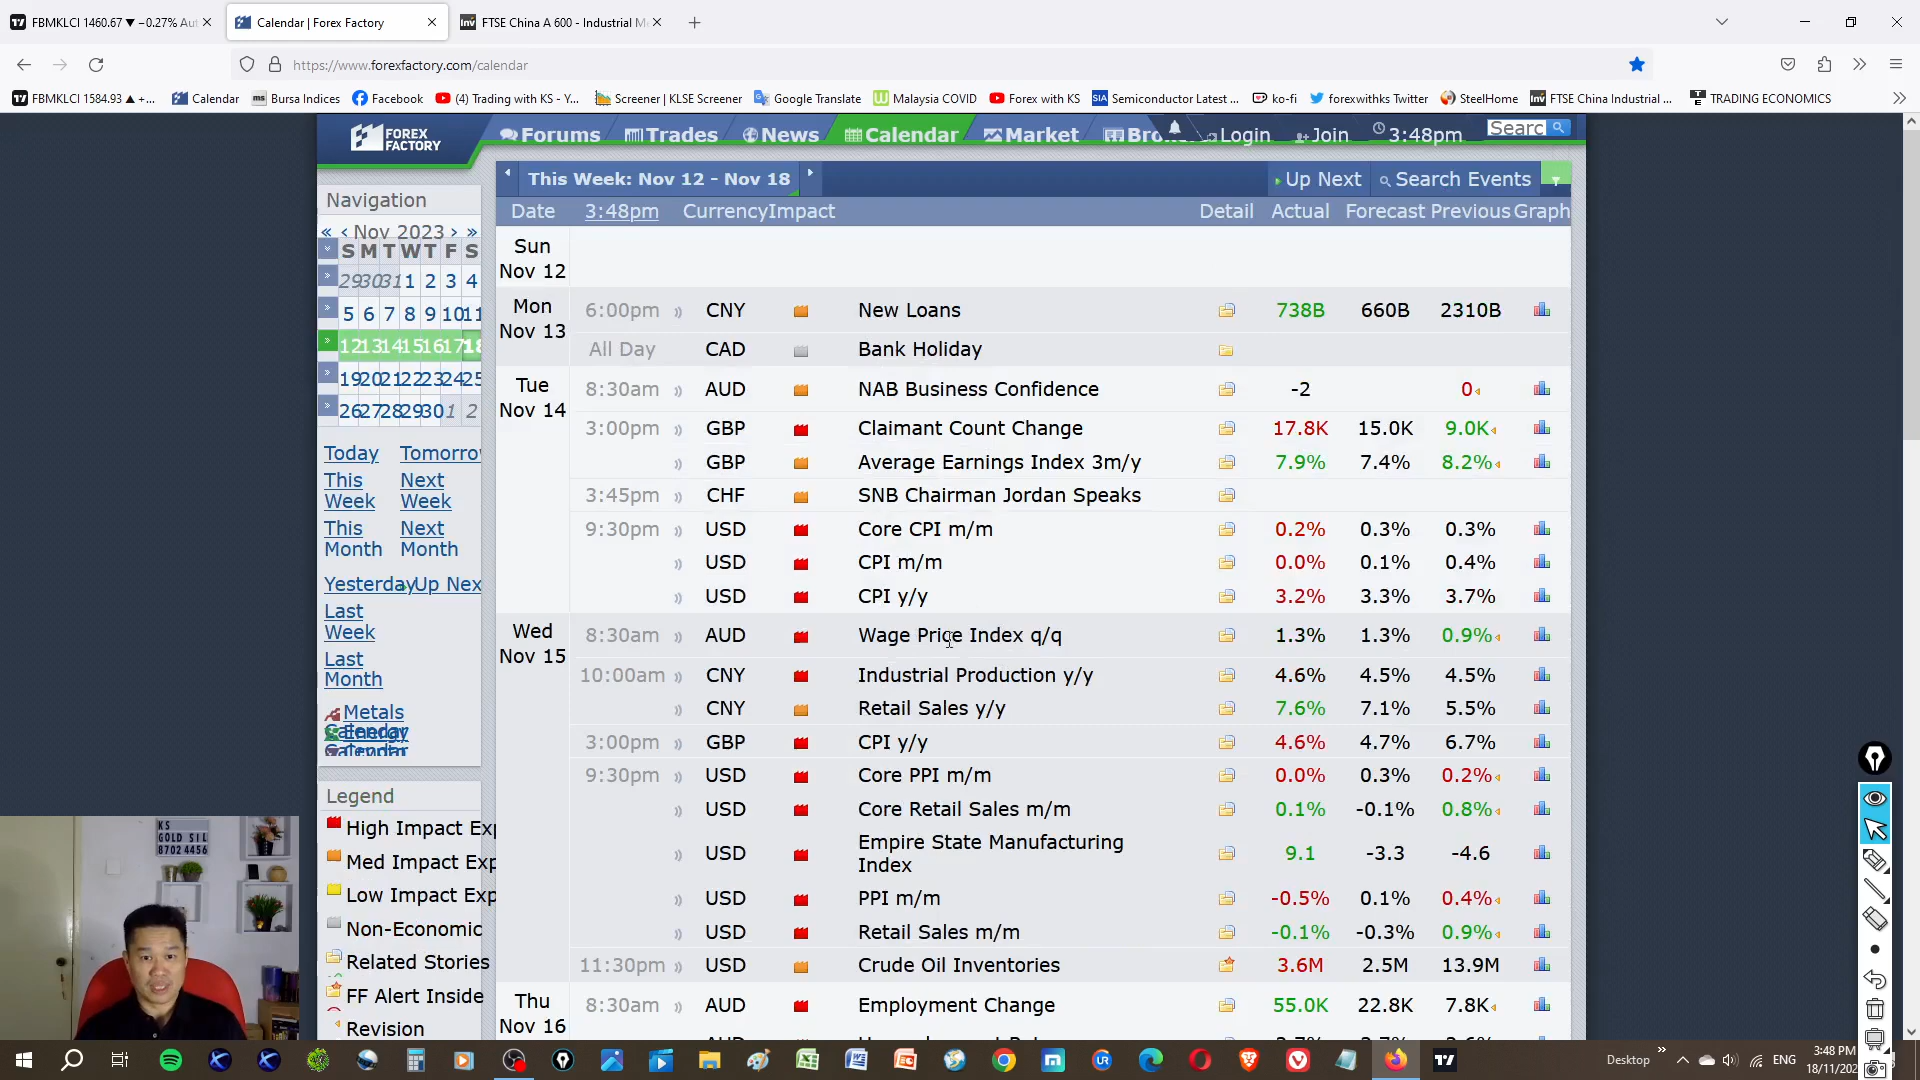 FBMKLCI 1460.67 ▼ −0.27%
Calendar | Forex Factory
FTSE China A 600 - Industrial
https://www.forexfactory.com/calendar
FBMKLCI 1584.93 ▲ +...
Calendar
Bursa Indices
Facebook
(4) Trading with KS - Y...
Screener | KLSE Screener
Google Translate
Malaysia COVID
Forex with KS
Semiconductor Latest ...
ko-fi
forexwithks Twitter
SteelHome
FTSE China Industrial ...
TRADING ECONOMICS
FOREX
FACTORY
Forums
Trades
News
Calendar
Market
Bro
Login
Join
3:48pm
Searc
This Week: Nov 12 - Nov 18
Up Next
Search Events
Date 3:48pm Currency Impact Detail Actual Forecast Previous Graph
Sun
Nov 12
Mon
Nov 13
6:00pm CNY New Loans 738B 660B 2310B
All Day CAD Bank Holiday
Tue
Nov 14
8:30am AUD NAB Business Confidence -2 0
3:00pm GBP Claimant Count Change 17.8K 15.0K 9.0K
GBP Average Earnings Index 3m/y 7.9% 7.4% 8.2%
3:45pm CHF SNB Chairman Jordan Speaks
9:30pm USD Core CPI m/m 0.2% 0.3% 0.3%
USD CPI m/m 0.0% 0.1% 0.4%
USD CPI y/y 3.2% 3.3% 3.7%
Wed
Nov 15
8:30am AUD Wage Price Index q/q 1.3% 1.3% 0.9%
10:00am CNY Industrial Production y/y 4.6% 4.5% 4.5%
CNY Retail Sales y/y 7.6% 7.1% 5.5%
3:00pm GBP CPI y/y 4.6% 4.7% 6.7%
9:30pm USD Core PPI m/m 0.0% 0.3% 0.2%
USD Core Retail Sales m/m 0.1% -0.1% 0.8%
USD Empire State Manufacturing
Index 9.1 -3.3 -4.6
USD PPI m/m -0.5% 0.1% 0.4%
USD Retail Sales m/m -0.1% -0.3% 0.9%
11:30pm USD Crude Oil Inventories 3.6M 2.5M 13.9M
Thu
Nov 16
8:30am AUD Employment Change 55.0K 22.8K 7.8K
Navigation
« ‹ Nov 2023 › »
S M T W T F S
29 30 31 1 2 3 4
5 6 7 8 9 10 11
12 13 14 15 16 17 18
19 20 21 22 23 24 25
26 27 28 29 30 1 2
Today Tomorro
This
Week
Next
Week
This
Month
Next
Month
Yesterday Up Nex
Last
Week
Last
Month
Metals
Calendar
Energy
Calendar
Legend
High Impact Exp
Med Impact Exp
Low Impact Exp
Non-Economic
Related Stories
FF Alert Inside
Revision
KS
GOLD SIL
8702 4456
Desktop
ENG
3:48 PM
18/11/202